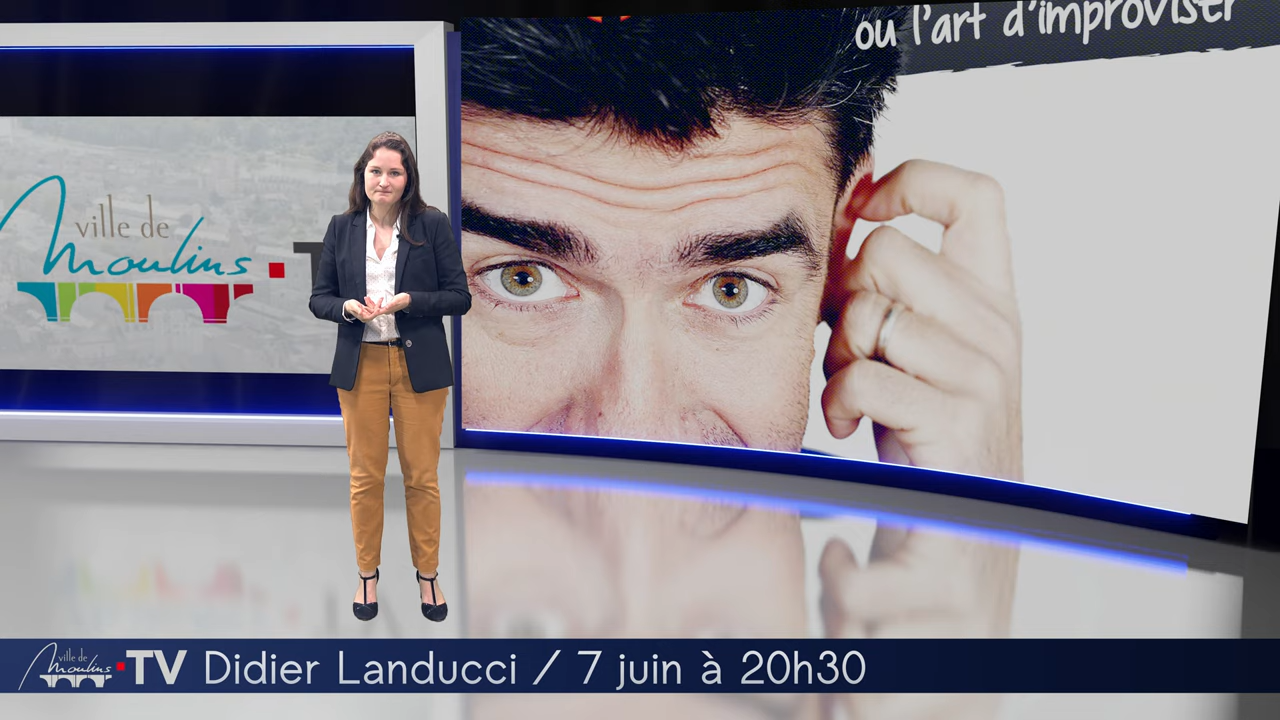 ou l'art d'improviser
ville de
Moulins
T
ville de
Moulins
TV Didier Landucci / 7 juin à 20h30